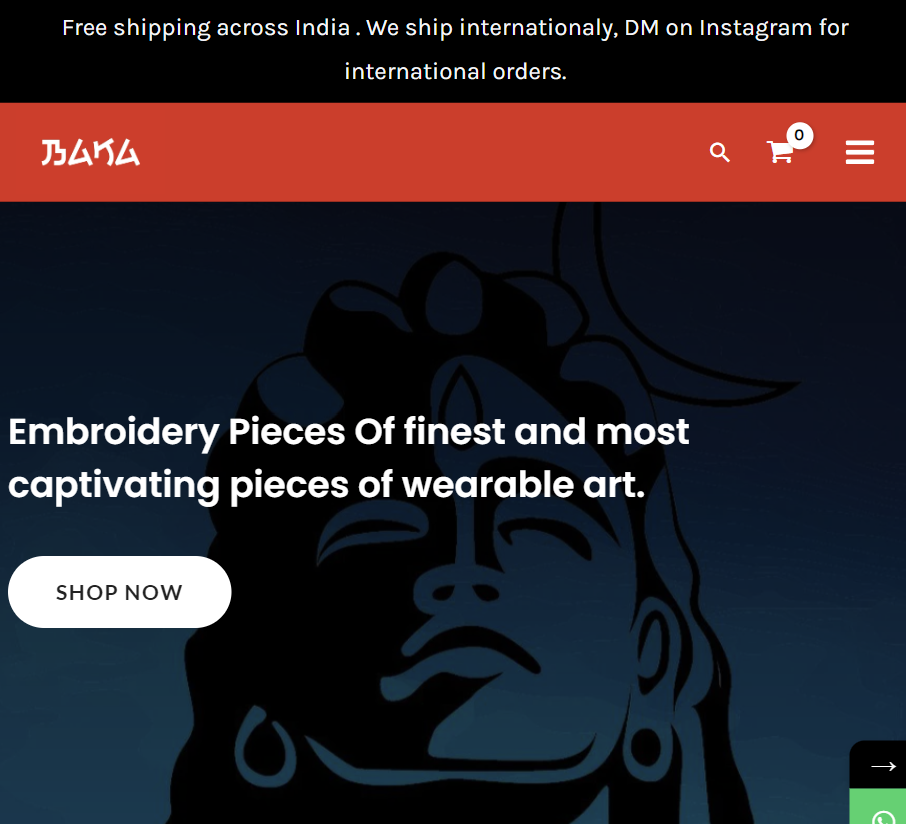 Free shipping across India . We ship internationaly, DM on Instagram for
international orders.
BAKA
0
Embroidery Pieces Of finest and most
captivating pieces of wearable art.
SHOP NOW
→